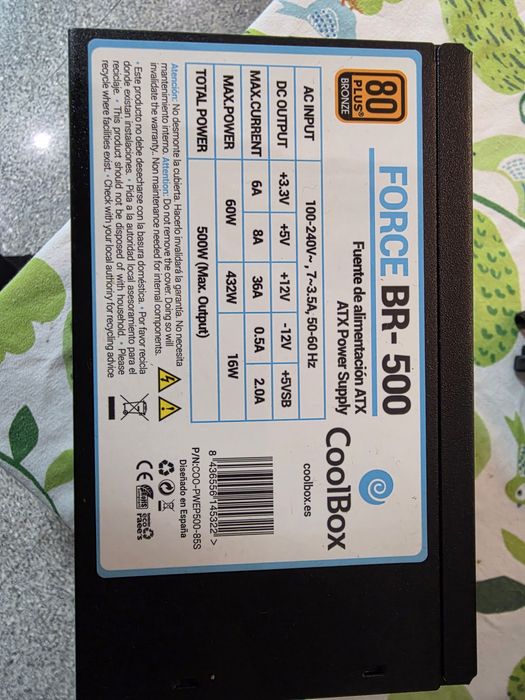 80
PLUS®
BRONZE
FORCE BR- 500
Fuente de alimentación ATX
ATX Power Supply
CoolBox
coolbox.es
AC INPUT 100-240V~, 7~3.5A, 50-60 Hz
DC OUTPUT +3.3V +5V +12V -12V +5VSB
MAX.CURRENT 6A 8A 36A 0.5A 2.0A
MAX.POWER 60W 432W 16W
TOTAL POWER 500W (Max. Output)
8 436556 145322 >
P/N:COO-PWEP500-85S
Diseñado en España
Atención: No desmonte la cubierta. Hacerlo invalidará la garantía. No necesita
mantenimiento interno. Attention: Do not remove the cover. Doing so will
invalidate the warranty. Non maintenance needed for internal components.
• Este producto no debe desecharse con la basura doméstica. • Por favor recicla
donde existan instalaciones. • Pida a la autoridad local asesoramiento para el
reciclaje. • This product should not be disposed of with household. • Please
recycle where facilities exist. • Check with your local authiorry for recycling advice
CE
RoHS